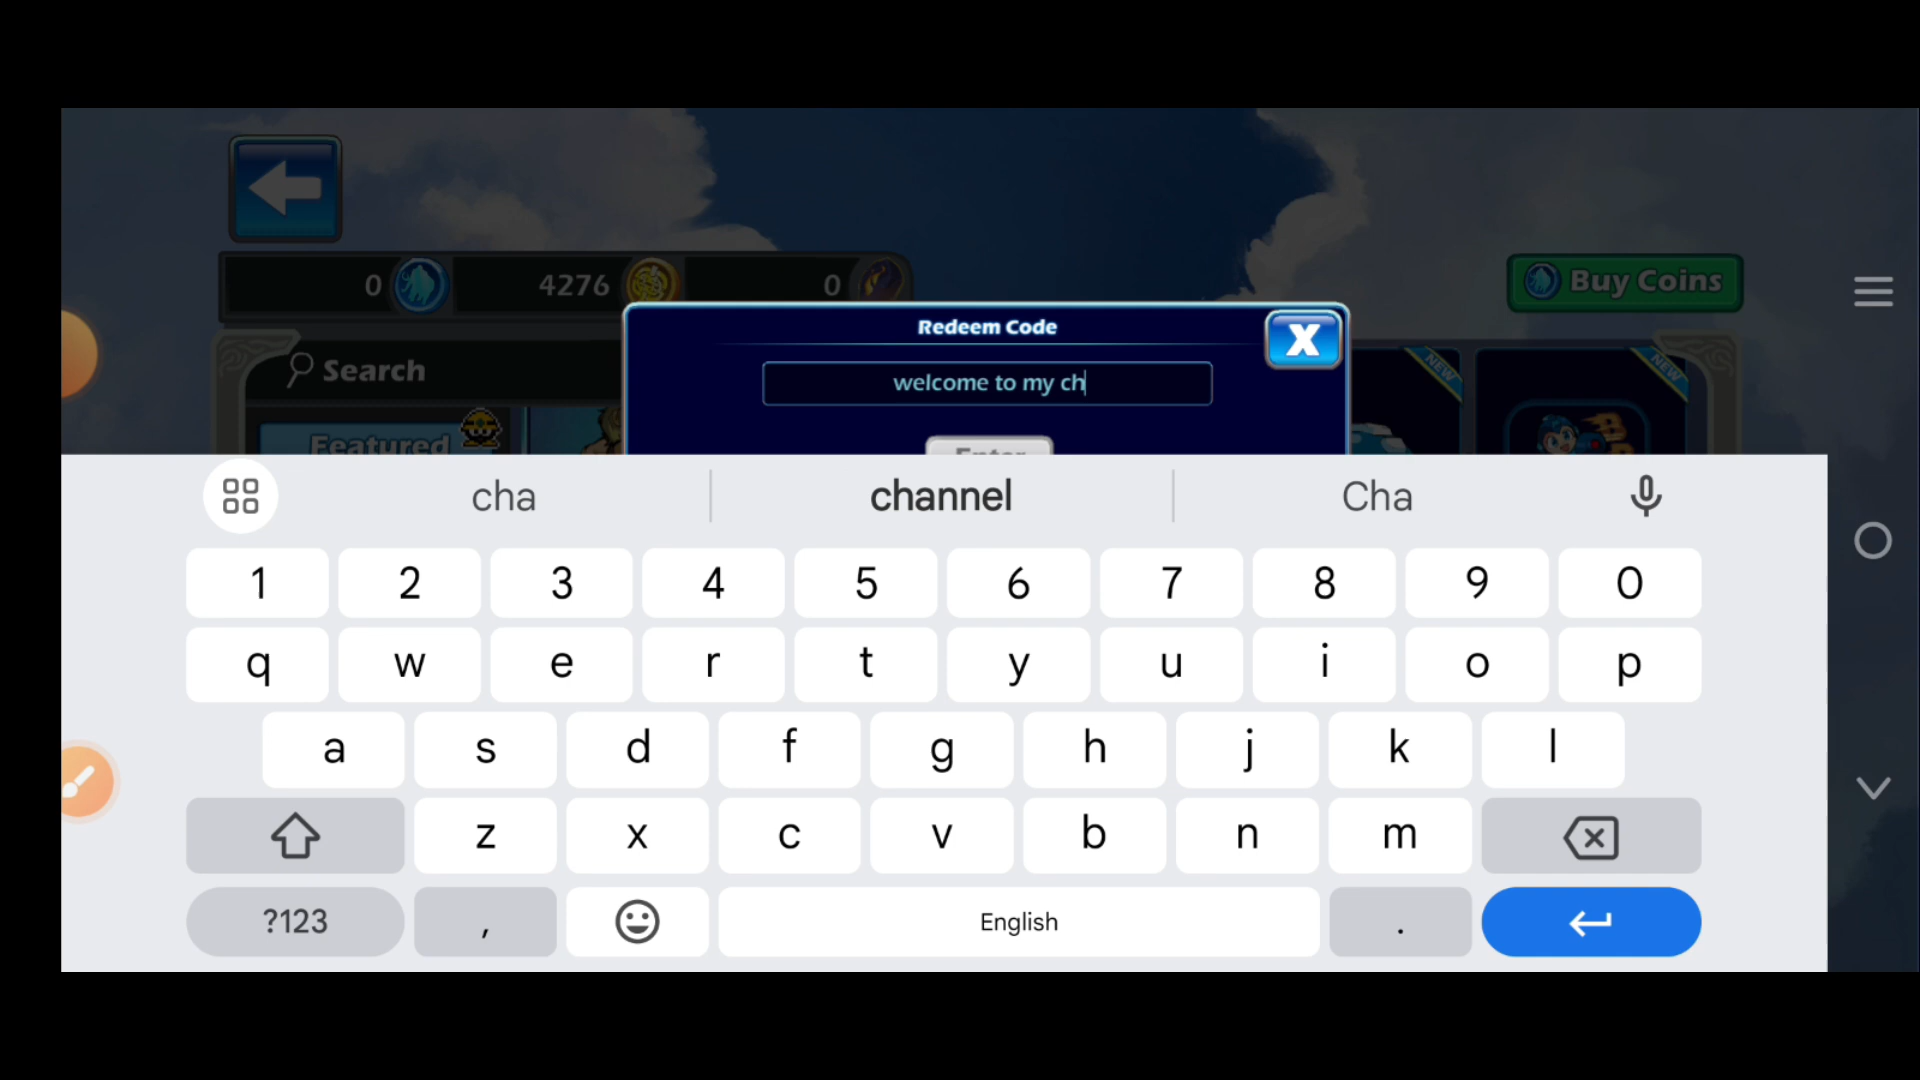 0
4276
0
Buy Coins
Redeem Code
X
Search
NEW
NEW
welcome to my ch
Featured
Enter
cha
channel
Cha
1 2 3 4 5 6 7 8 9 0
q w e r t y u i o p
a s d f g h j k l
z x c v b n m
?123 , English .